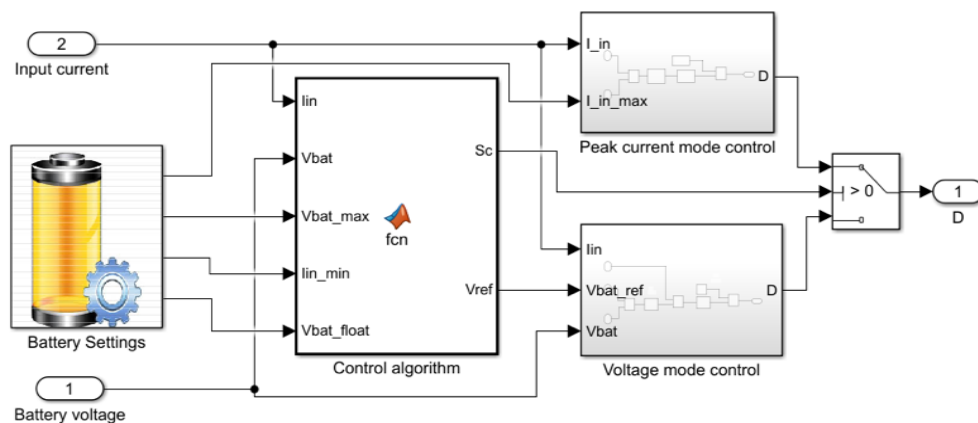 2
Input current
I_in
I_in_max
D
Peak current mode control
Iin
Vbat
Vbat_max
Iin_min
Vbat_float
fcn
Sc
Vref
Control algorithm
Battery Settings
1
Battery voltage
Iin
Vbat_ref
Vbat
D
Voltage mode control
> 0
1
D